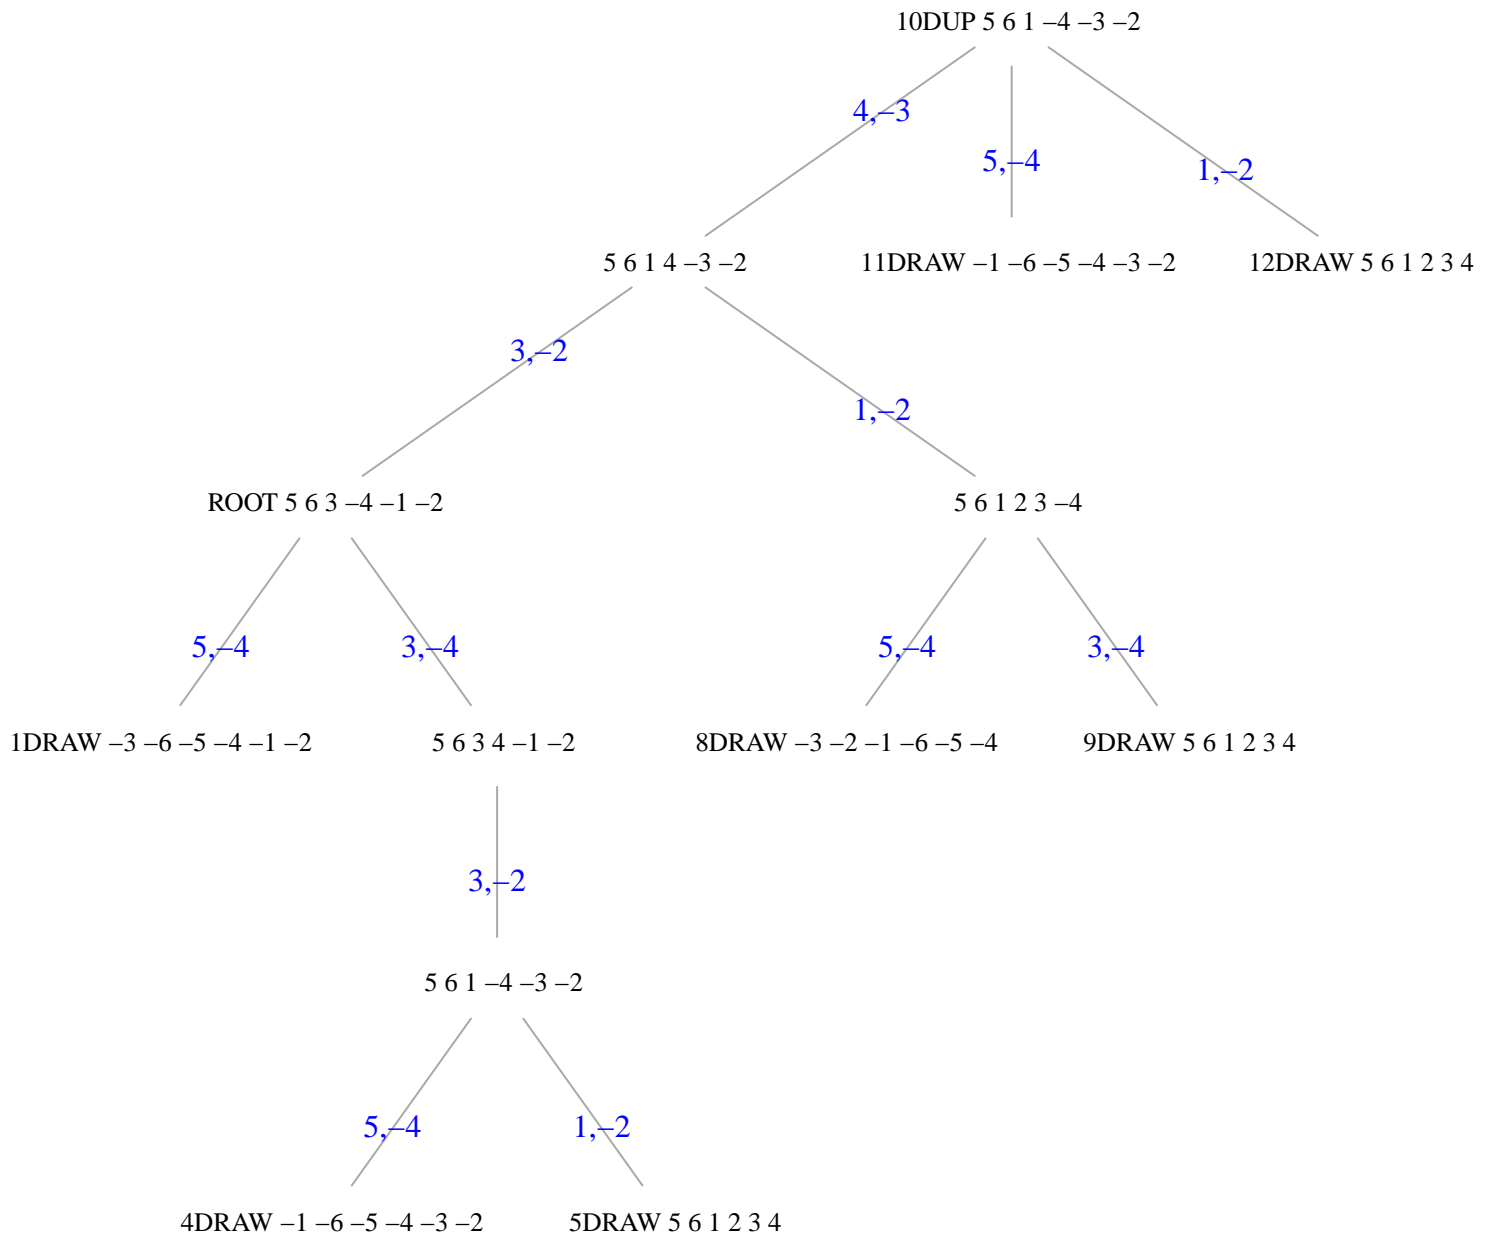 10DUP 5 6 1 –4 –3 –2
4,–3
5,–4
1,–2
5 6 1 4 –3 –2
11DRAW –1 –6 –5 –4 –3 –2
12DRAW 5 6 1 2 3 4
3,–2
1,–2
ROOT 5 6 3 –4 –1 –2
5 6 1 2 3 –4
5,–4
3,–4
5,–4
3,–4
1DRAW –3 –6 –5 –4 –1 –2
5 6 3 4 –1 –2
8DRAW –3 –2 –1 –6 –5 –4
9DRAW 5 6 1 2 3 4
3,–2
5 6 1 –4 –3 –2
5,–4
1,–2
4DRAW –1 –6 –5 –4 –3 –2
5DRAW 5 6 1 2 3 4